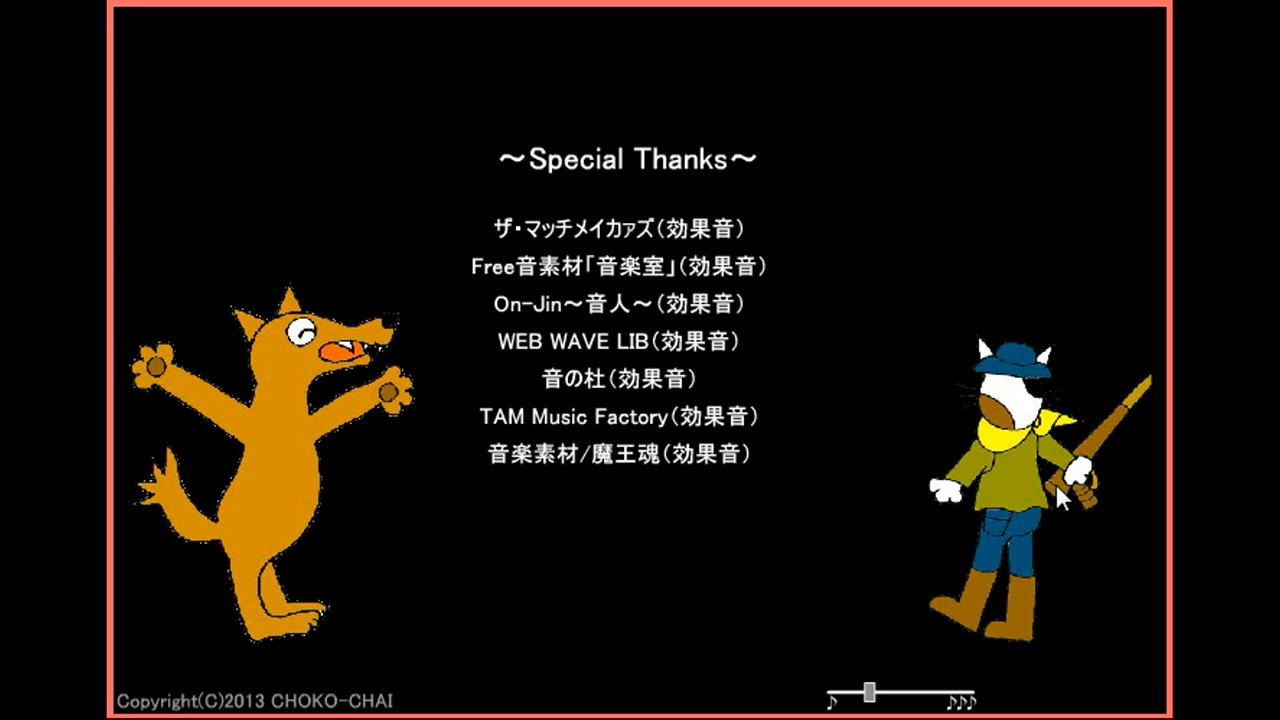 ～Special Thanks～
ザ・マッチメイカァズ（効果音）
Free音素材「音楽室」（効果音）
On-Jin～音人～（効果音）
WEB WAVE LIB（効果音）
音の杜（効果音）
TAM Music Factory（効果音）
音楽素材/魔王魂（効果音）
Copyright(C)2013 CHOKO-CHAI